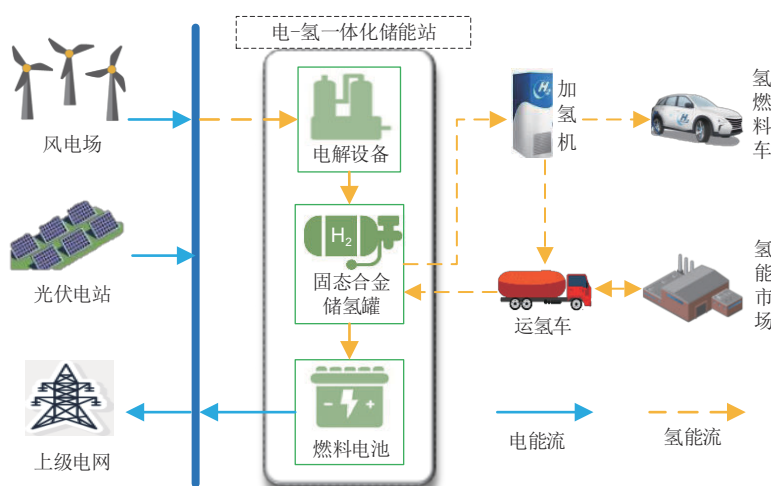 电-氢一体化储能站
风电场
电解设备
加
氢
机
氢
燃
料
车
H₂
H₂
H₂
光伏电站
固态合金
储氢罐
运氢车
氢
能
市
场
上级电网
燃料电池
电能流
氢能流